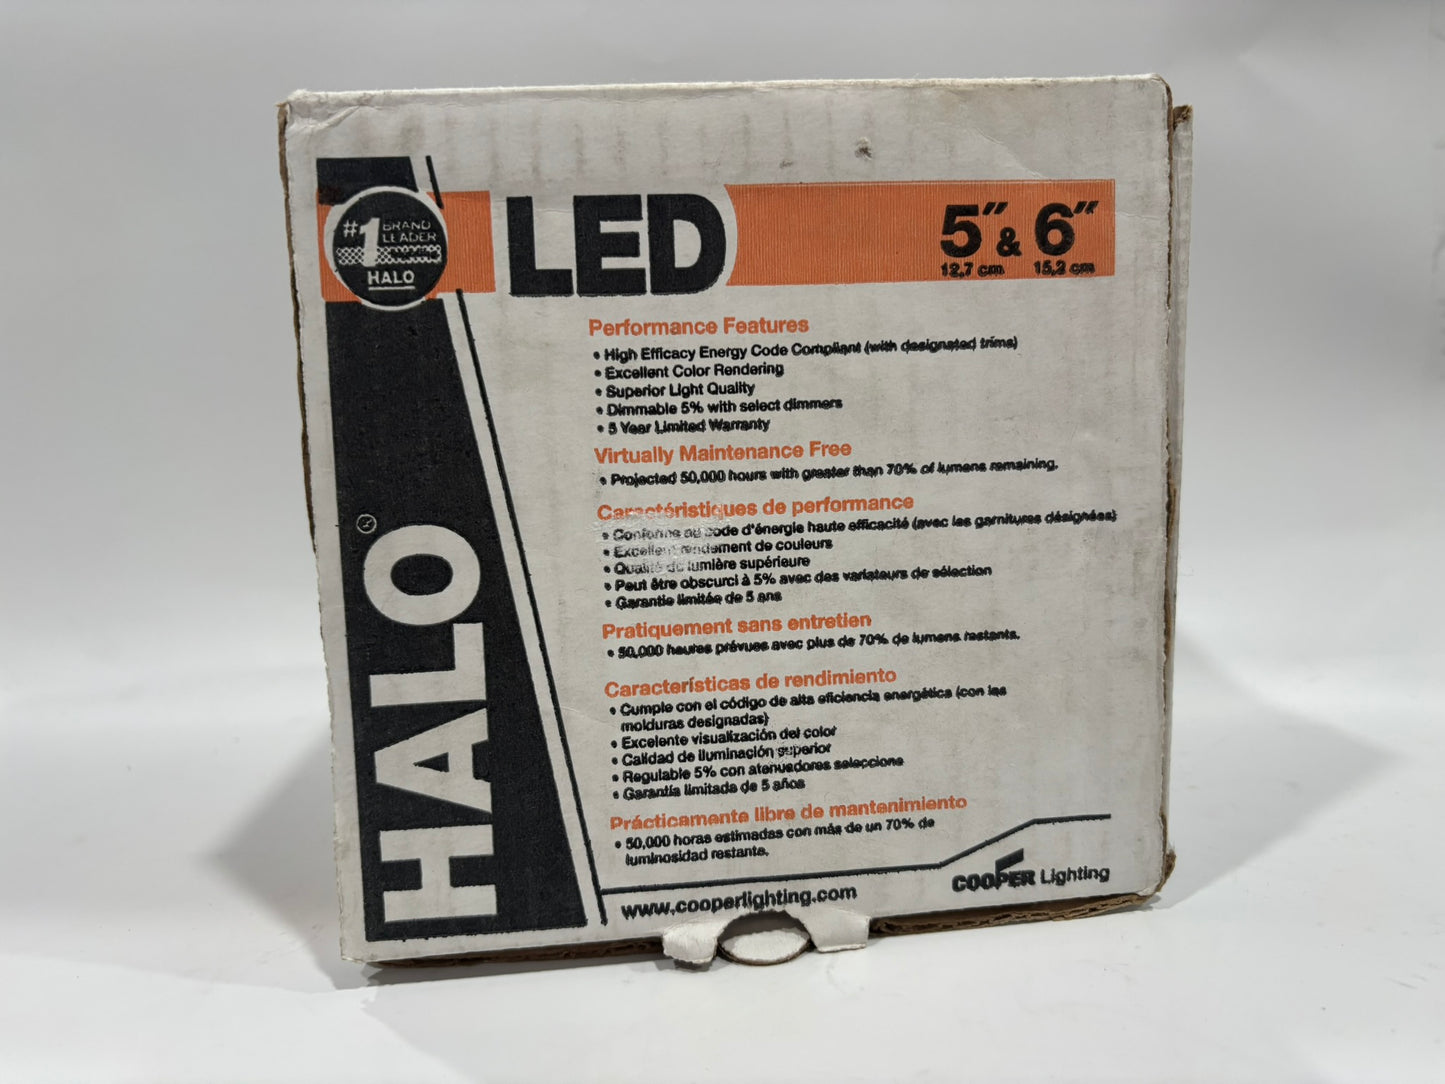 #1 BRAND
LEADER
HALO
LED
5" & 6"
12,7 cm 15,2 cm
HALO®
Performance Features
• High Efficacy Energy Code Compliant (with designated trims)
• Excellent Color Rendering
• Superior Light Quality
• Dimmable 5% with select dimmers
• 5 Year Limited Warranty
Virtually Maintenance Free
• Projected 50,000 hours with greater than 70% of lumens remaining.
Caractéristiques de performance
• Conforme au code d'énergie haute efficacité (avec les garnitures désignées)
• Excellent rendement de couleurs
• Qualité du lumière supérieure
• Peut être obscurci à 5% avec des variateurs de sélection
• Garantie limitée de 5 ans
Pratiquement sans entretien
• 50,000 heures prévues avec plus de 70% de lumens restants.
Características de rendimiento
• Cumple con el código de alta eficiencia energética (con las
molduras designadas)
• Excelente visualización del color
• Calidad de iluminación superior
• Regulable 5% con atenuadores seleccione
• Garantía limitada de 5 años
Prácticamente libre de mantenimiento
• 50,000 horas estimadas con más de un 70% de
luminosidad restante.
www.cooperlighting.com
COOPER Lighting